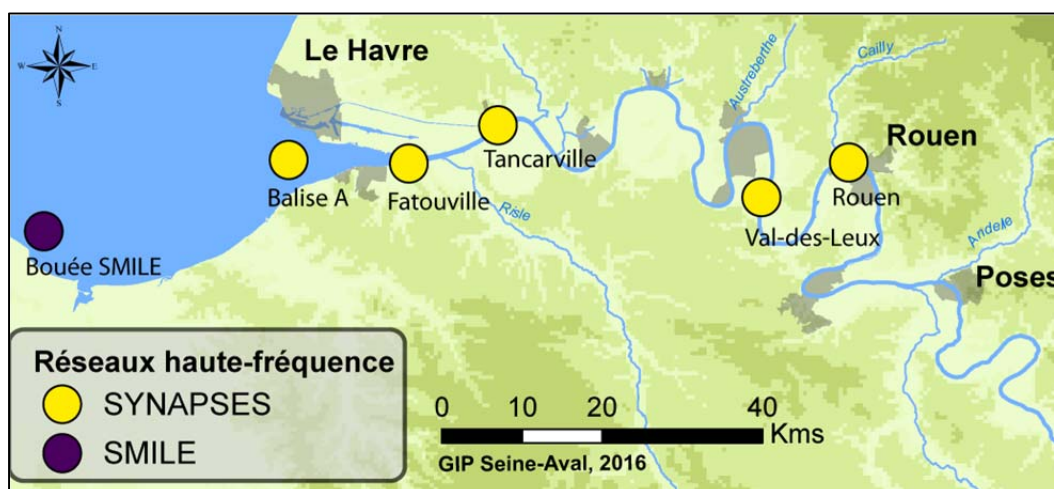 N
W
E
S
Le Havre
Austreberthe
Cailly
Rouen
Tancarville
Balise A
Fatouville
Risle
Rouen
Val-des-Leux
Andelle
Bouée SMILE
Poses
Réseaux haute-fréquence
SYNAPSES
SMILE
0 10 20 40
Kms
GIP Seine-Aval, 2016